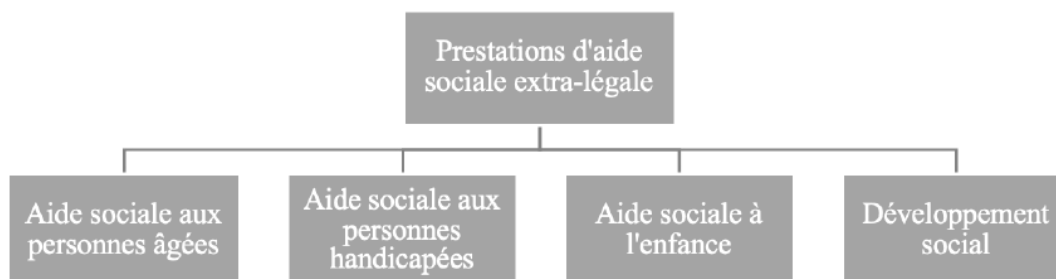 Prestations d'aide
sociale extra-légale
Aide sociale aux
personnes âgées
Aide sociale aux
personnes
handicapées
Aide sociale à
l'enfance
Développement
social